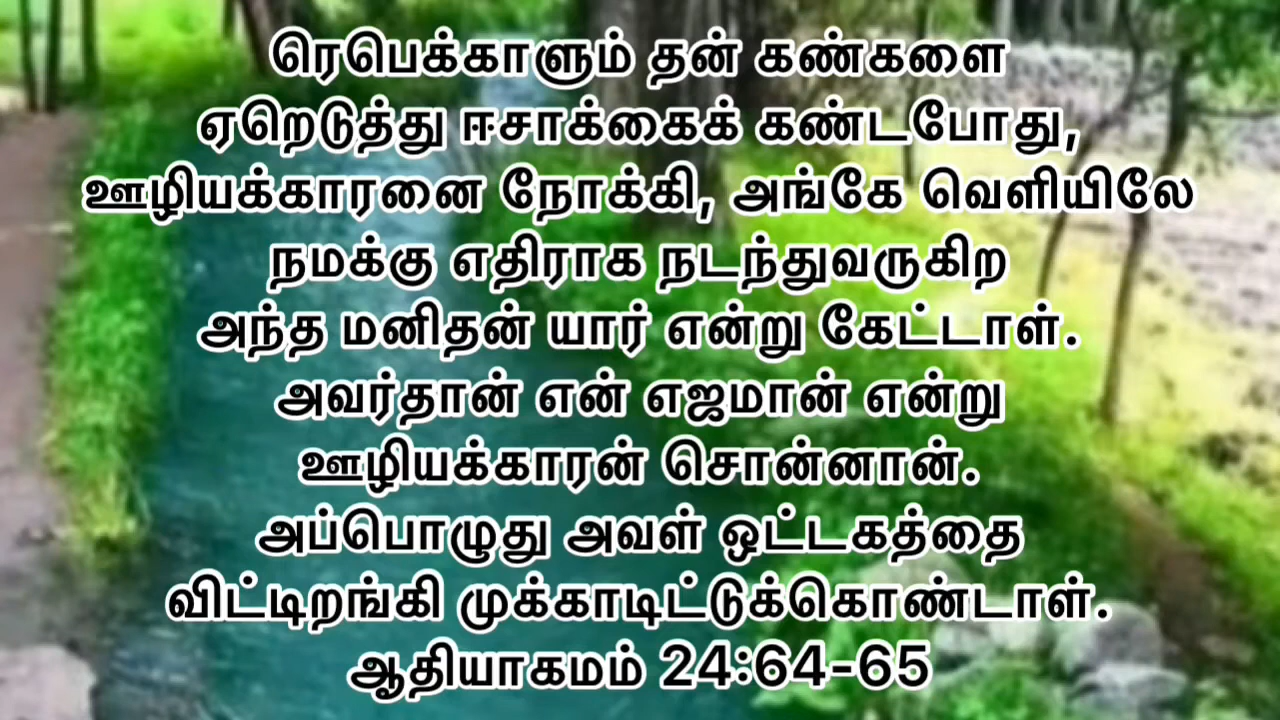 ரெபெக்காளும் தன் கண்களை
ஏறெடுத்து ஈசாக்கைக் கண்டபோது,
ஊழியக்காரனை நோக்கி, அங்கே வெளியிலே
நமக்கு எதிராக நடந்துவருகிற
அந்த மனிதன் யார் என்று கேட்டாள்.
அவர்தான் என் எஜமான் என்று
ஊழியக்காரன் சொன்னான்.
அப்பொழுது அவள் ஒட்டகத்தை
விட்டிறங்கி முக்காடிட்டுக்கொண்டாள்.
ஆதியாகமம் 24:64-65